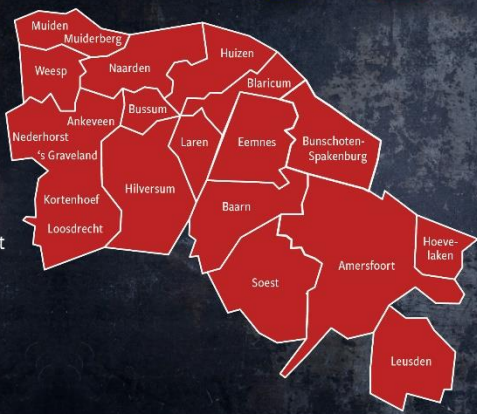 Muiden
Muiderberg
Huizen
Weesp
Naarden
Blaricum
Ankeveen
Bussum
Nederhorst
Laren
Eemnes
Bunschoten-
Spakenburg
's Graveland
Hilversum
Kortenhoef
Baarn
Loosdrecht
t
Hoeve-
laken
Amersfoort
Soest
Leusden